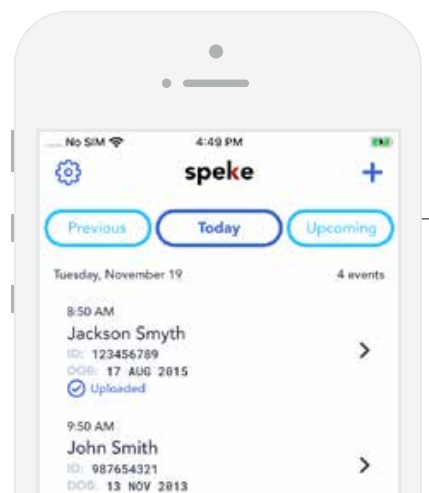 No SIM 4:49 PM
speke
Previous Today Upcoming
Tuesday, November 19 4 events
8:50 AM
Jackson Smyth
ID: 123456789
DOB: 17 AUG 2015
Uploaded
9:50 AM
John Smith
ID: 987654321
DOB: 13 NOV 2013